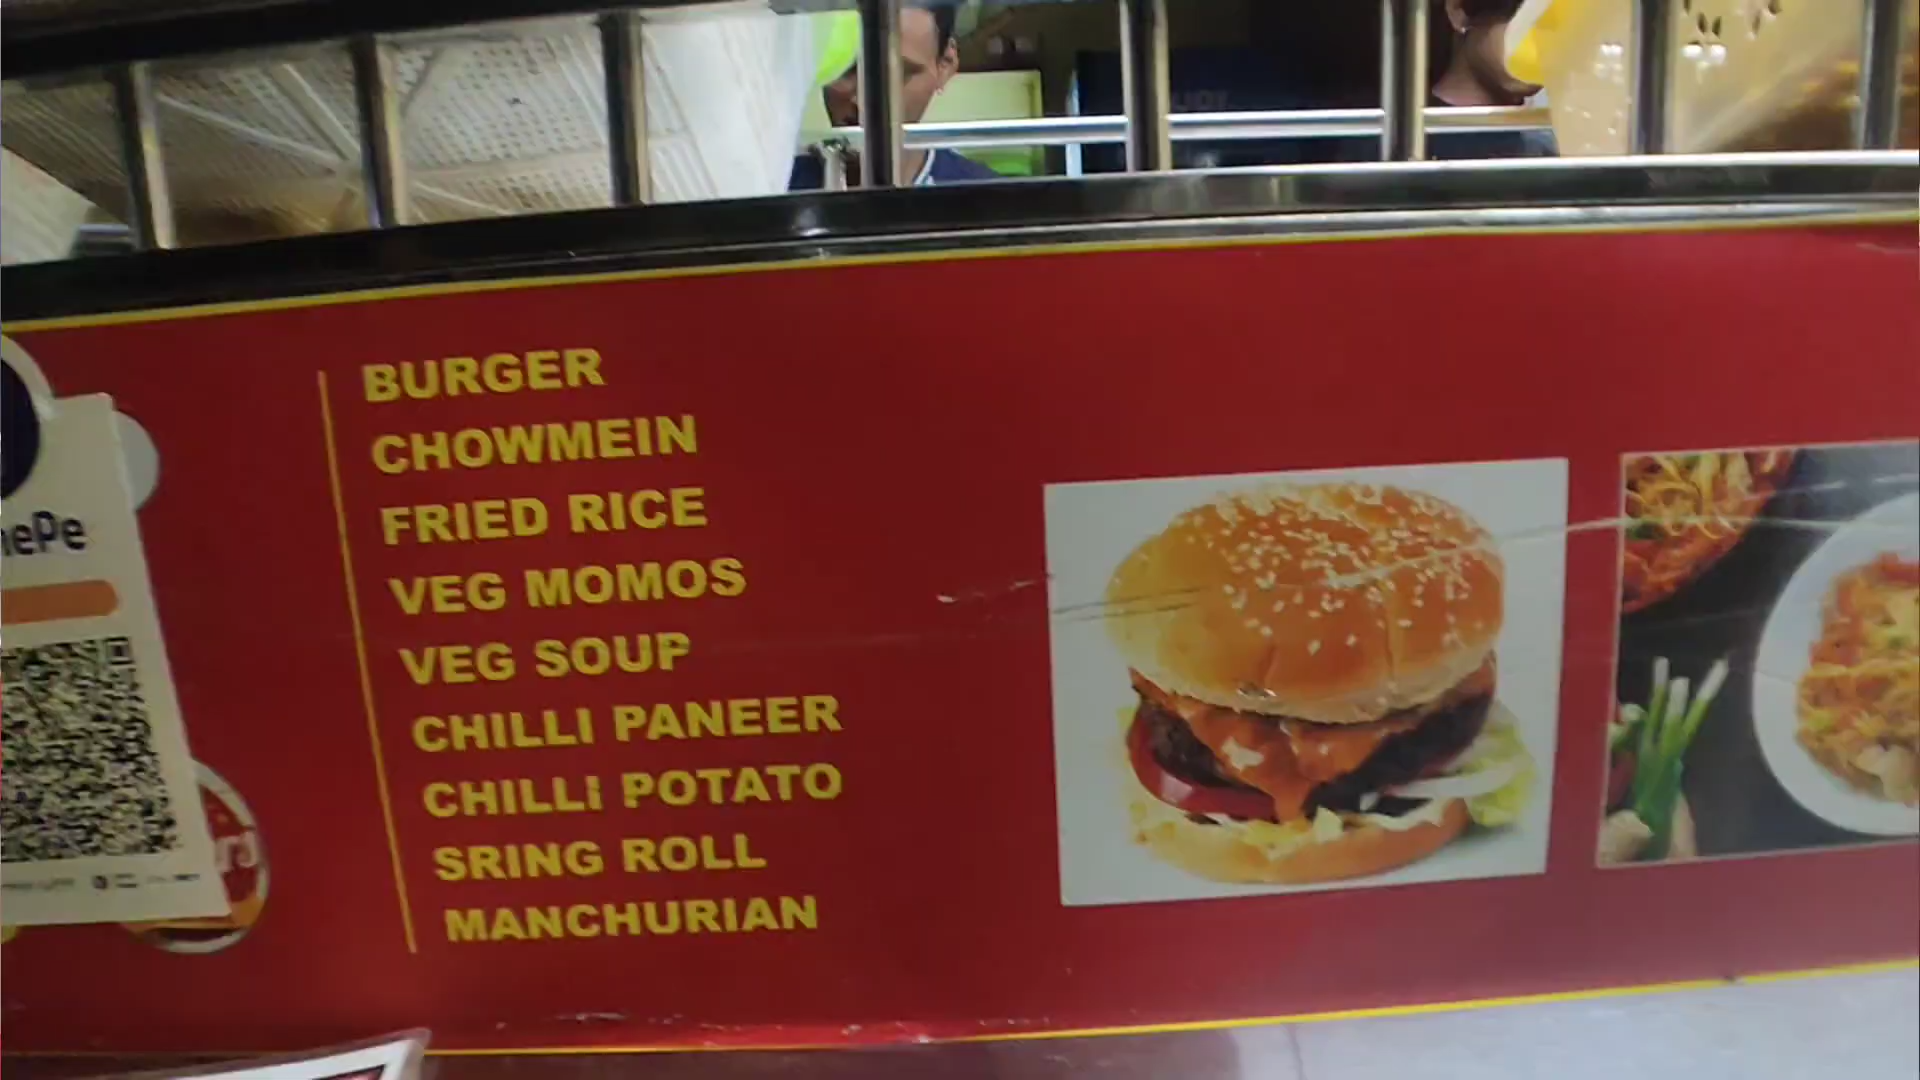 BURGER
CHOWMEIN
FRIED RICE
VEG MOMOS
VEG SOUP
CHILLI PANEER
CHILLi POTATO
SRING ROLL
MANCHURIAN
ePe